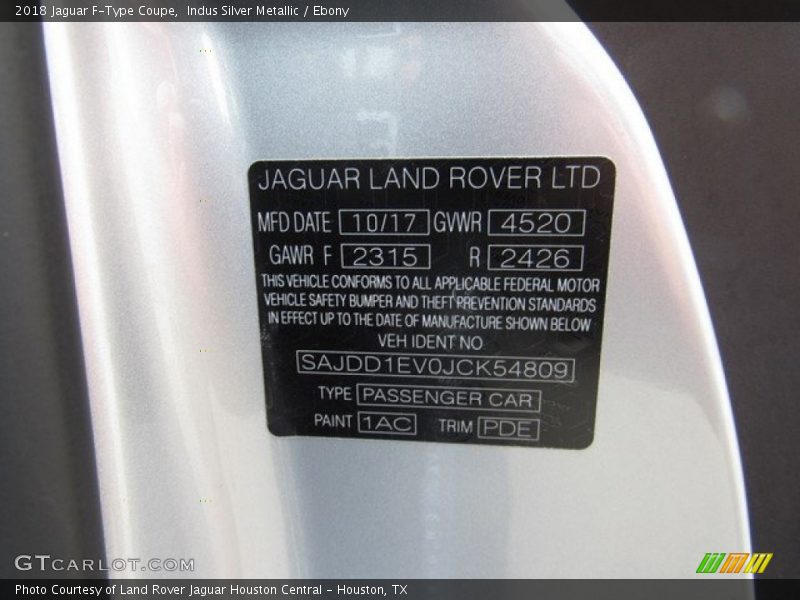 2018 Jaguar F-Type Coupe,  Indus Silver Metallic / Ebony
JAGUAR LAND ROVER LTD
MFD DATE 10/17 GVWR 4520
GAWR F 2315 R 2426
THIS VEHICLE CONFORMS TO ALL APPLICABLE FEDERAL MOTOR
VEHICLE SAFETY BUMPER AND THEFT PREVENTION STANDARDS
IN EFFECT UP TO THE DATE OF MANUFACTURE SHOWN BELOW
VEH IDENT NO
SAJDD1EV0JCK54809
TYPE PASSENGER CAR
PAINT 1AC TRIM PDE
GTCARLOT.COM
Photo Courtesy of Land Rover Jaguar Houston Central - Houston, TX